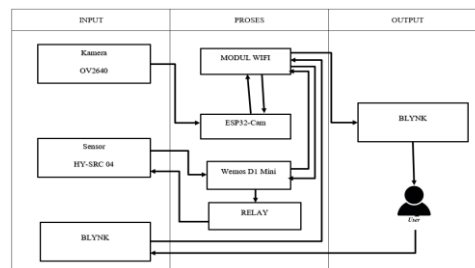 INPUT
PROSES
OUTPUT
Kamera
OV2640
MODUL WIFI
ESP32-Cam
BLYNK
Sensor
HY-SRC 04
Wemos D1 Mini
RELAY
User
BLYNK